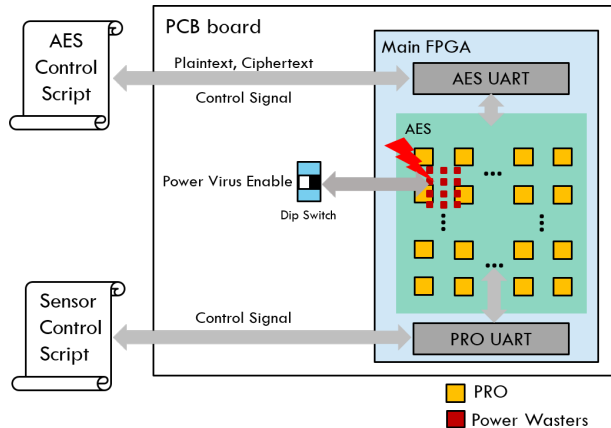 PCB board
AES
Control
Script
Main FPGA
Plaintext, Ciphertext
AES UART
Control Signal
AES
Power Virus Enable
Dip Switch
Sensor
Control
Script
Control Signal
PRO UART
PRO
Power Wasters